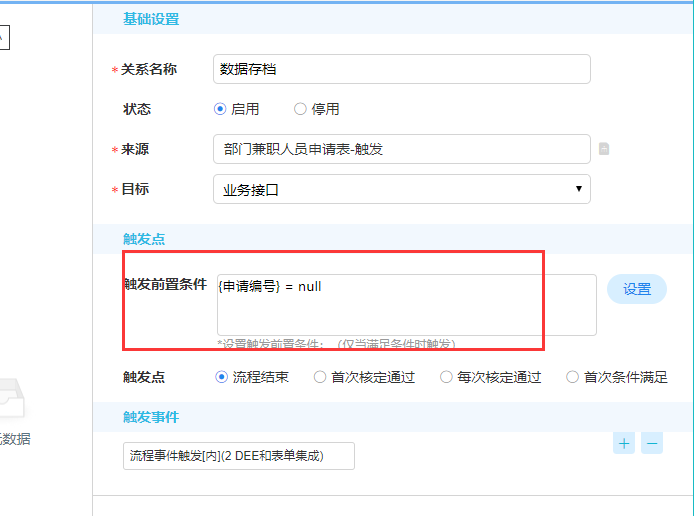 基础设置
*关系名称 数据存档
状态 启用 停用
*来源 部门兼职人员申请表-触发
*目标 业务接口
触发点
触发前置条件 {申请编号} = null 设置
*设置触发前置条件：（仅当满足条件时触发）
触发点 流程结束 首次核定通过 每次核定通过 首次条件满足
触发事件
数据
流程事件触发[内](2 DEE和表单集成)